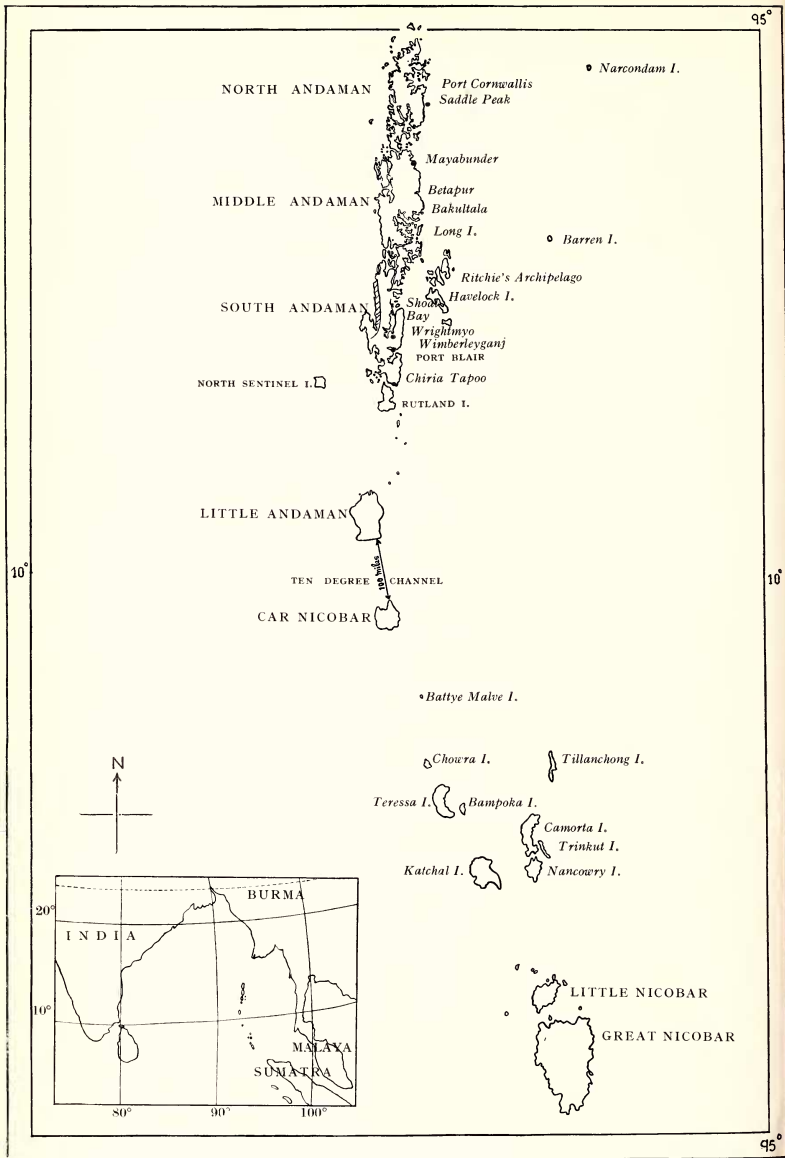 95°
Narcondam I.
NORTH ANDAMAN
Port Cornwallis
Saddle Peak
Mayabunder
Betapur
MIDDLE ANDAMAN
Bakultala
Long I.
Barren I.
Ritchie's Archipelago
Havelock I.
SOUTH ANDAMAN
Shoal
Bay
Wrightmyo
Wimberleyganj
PORT BLAIR
Chiria Tapoo
NORTH SENTINEL I.
RUTLAND I.
LITTLE ANDAMAN
10°
100 miles
10°
TEN DEGREE CHANNEL
CAR NICOBAR
Battye Malve I.
Chowra I.
Tillanchong I.
N
Teressa I.
Bampoka I.
Camorta I.
Trinkut I.
Katchal I.
Nancowry I.
BURMA
20°
INDIA
10°
MALAYA
SUMATRA
80°
90°
100°
LITTLE NICOBAR
GREAT NICOBAR
95°